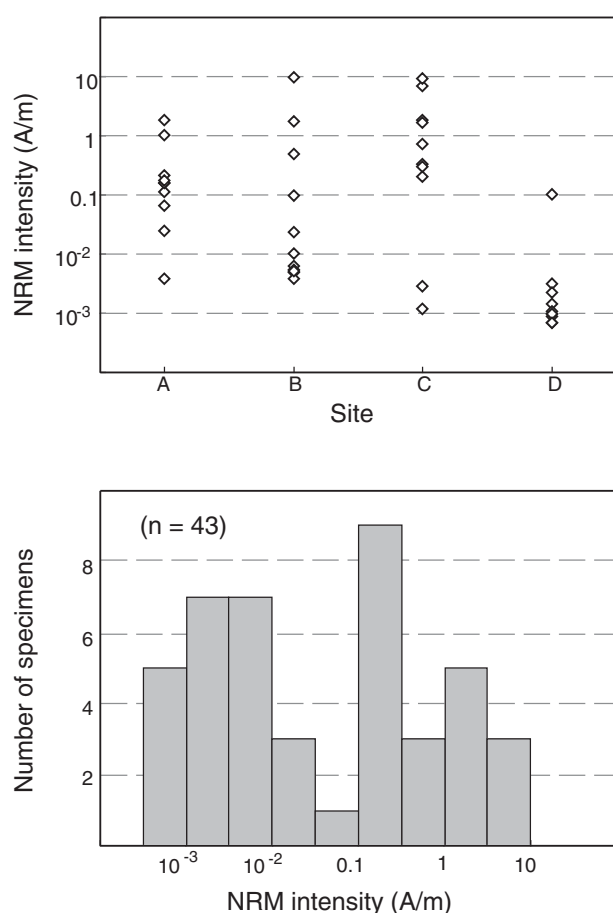 NRM intensity (A/m)
10
1
0.1
10⁻²
10⁻³
A B C D
Site
(n = 43)
Number of specimens
8
6
4
2
10⁻³ 10⁻² 0.1 1 10
NRM intensity (A/m)